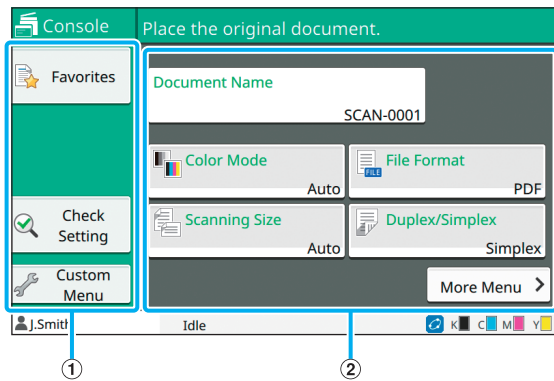 Console
Place the original document.
Favorites
Check
Setting
Custom
Menu
Document Name
SCAN-0001
Color Mode
Auto
File Format
FILE
PDF
Scanning Size
Auto
Duplex/Simplex
Simplex
More Menu >
J.Smith
Idle
K C M Y
1
2